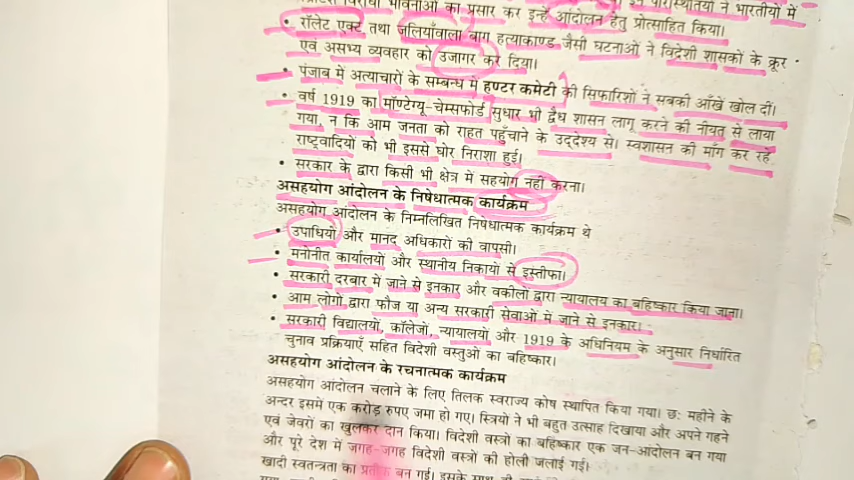 विरोधी भावनाओं का प्रसार कर इन्हें आंदोलन हेतु प्रोत्साहित किया।
• रॉलेट एक्ट तथा जलियाँवाला बाग हत्याकाण्ड जैसी घटनाओं ने विदेशी शासकों के क्रूर
एवं असभ्य व्यवहार को उजागर कर दिया।
• पंजाब में अत्याचारों के सम्बन्ध में हण्टर कमेटी की सिफारिशों ने सबकी आँखें खोल दीं।
• वर्ष 1919 का मॉण्टेग्यू-चेम्सफोर्ड सुधार भी द्वैध शासन लागू करने की नीयत से लाया
गया, न कि आम जनता को राहत पहुँचाने के उद्देश्य से। स्वशासन की माँग कर रहे
राष्ट्रवादियों को भी इससे घोर निराशा हुई।
• सरकार के द्वारा किसी भी क्षेत्र में सहयोग नहीं करना।
असहयोग आंदोलन के निषेधात्मक कार्यक्रम
असहयोग आंदोलन के निम्नलिखित निषेधात्मक कार्यक्रम थे
• उपाधियों और मानद अधिकारों की वापसी।
• मनोनीत कार्यालयों और स्थानीय निकायों से इस्तीफा।
• सरकारी दरबार में जाने से इनकार और वकीलों द्वारा न्यायालय का बहिष्कार किया जाना।
• आम लोगों द्वारा फौज या अन्य सरकारी सेवाओं में जाने से इनकार।
• सरकारी विद्यालयों, कॉलेजों, न्यायालयों और 1919 के अधिनियम के अनुसार निर्धारित
चुनाव प्रक्रियाएँ सहित विदेशी वस्तुओं का बहिष्कार।
असहयोग आंदोलन के रचनात्मक कार्यक्रम
असहयोग आंदोलन चलाने के लिए तिलक स्वराज्य कोष स्थापित किया गया। छः महीने के
अन्दर इसमें एक करोड़ रुपए जमा हो गए। स्त्रियों ने भी बहुत उत्साह दिखाया और अपने गहने
एवं जेवरों का खुलकर दान किया। विदेशी वस्त्रों का बहिष्कार एक जन-आंदोलन बन गया
और पूरे देश में जगह-जगह विदेशी वस्त्रों की होली जलाई गई।
खादी स्वतन्त्रता का प्रतीक बन गई। इसके साथ ही